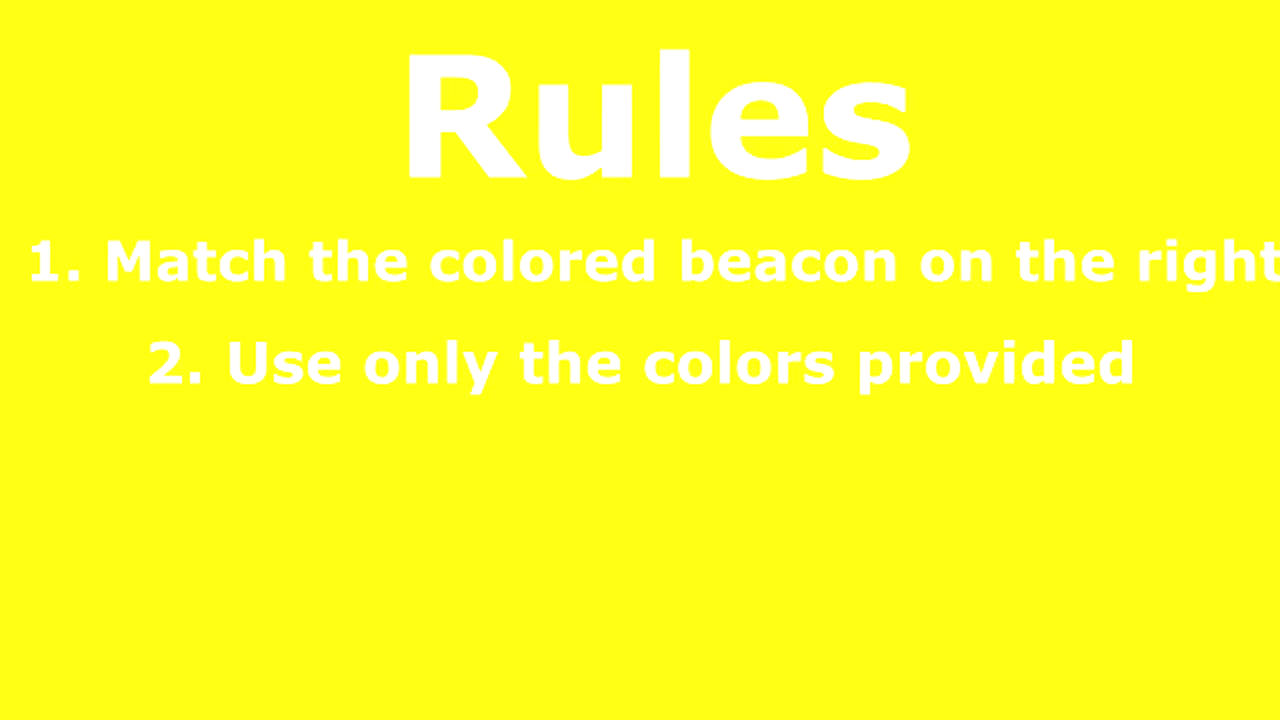 Rules
1. Match the colored beacon on the right
2. Use only the colors provided